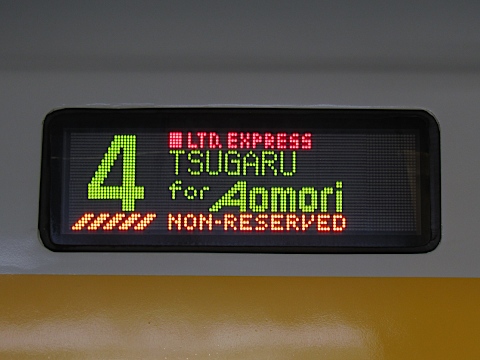 4
LTD. EXPRESS
TSUGARU
for Aomori
NON-RESERVED